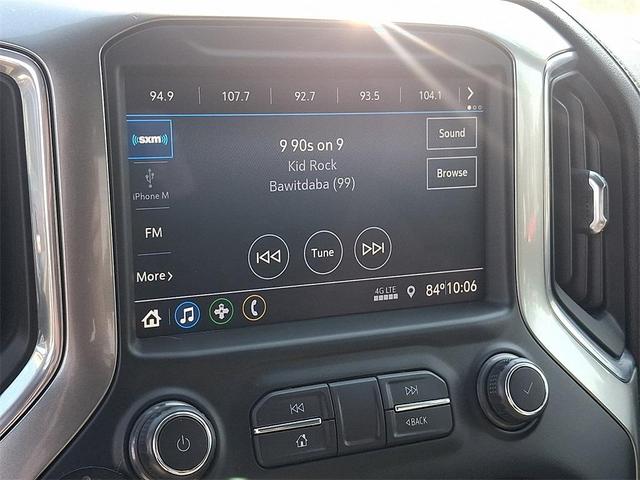 94.9 107.7 92.7 93.5 104.1
((sxm))
9 90s on 9
Sound
Kid Rock
Bawitdaba (99)
Browse
iPhone M
FM
Tune
More
4G LTE
84° 10:06
BACK